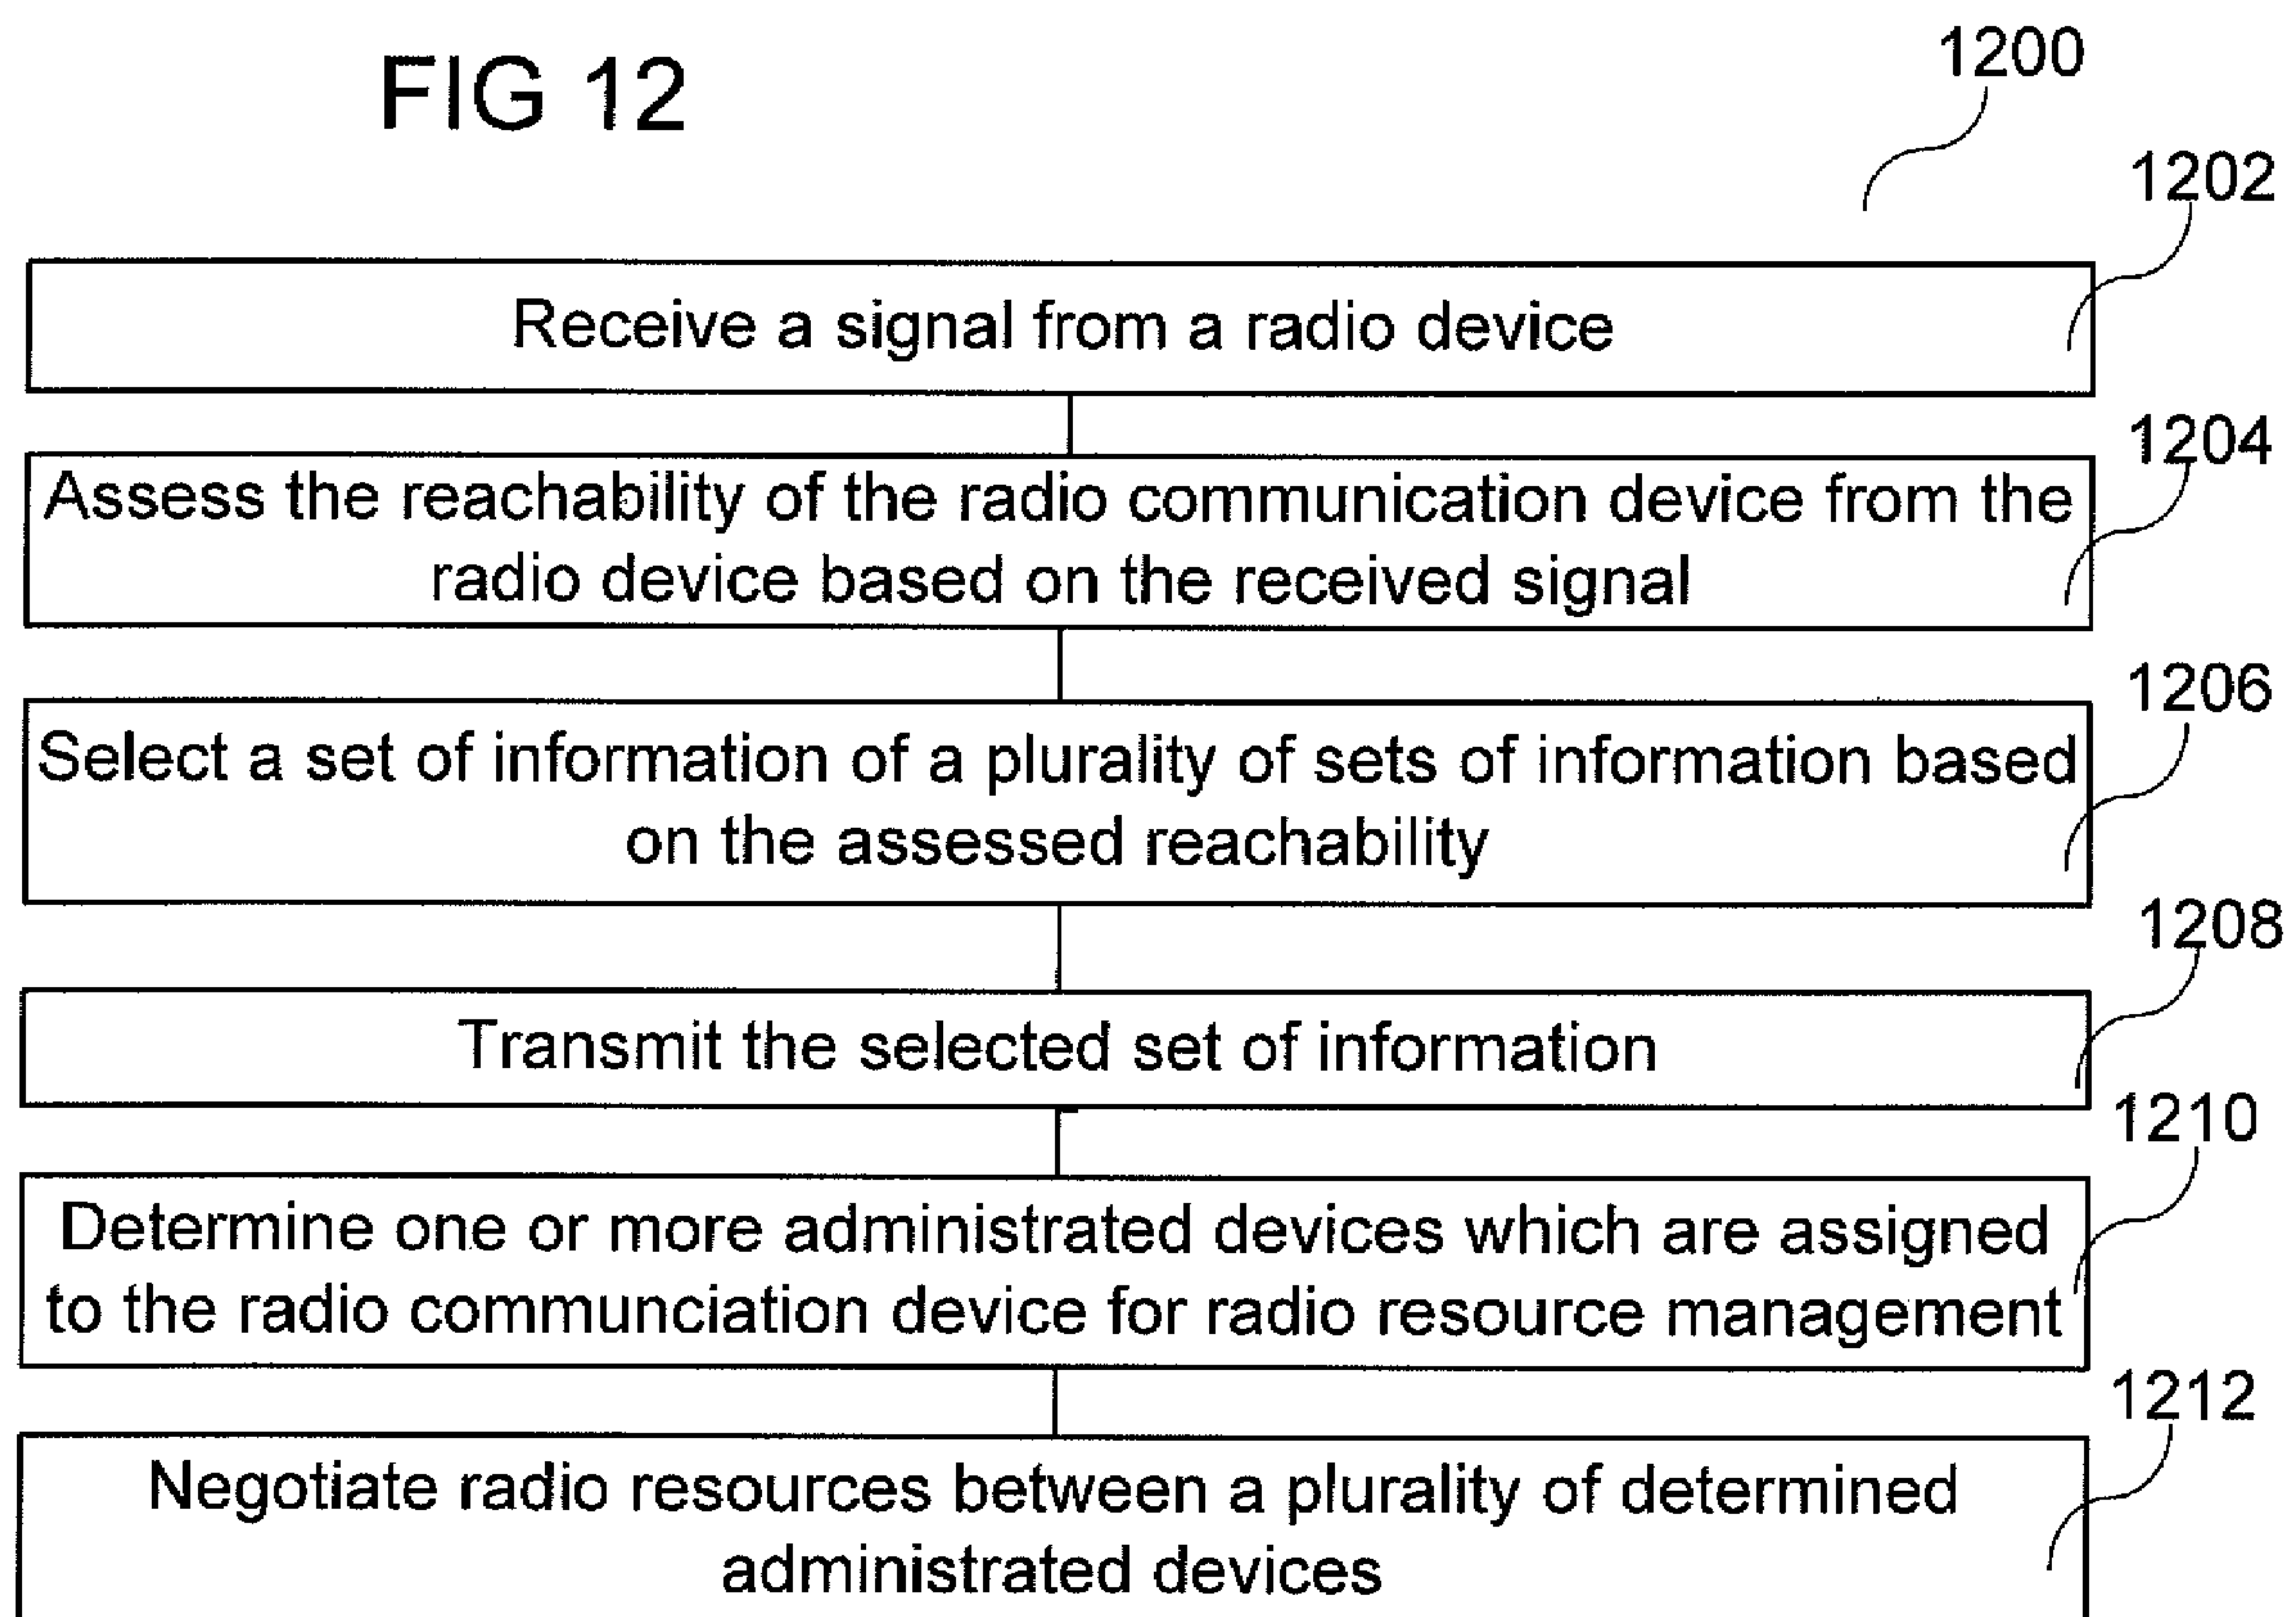 FIG 12
1200
1202
Receive a signal from a radio device
1204
Assess the reachability of the radio communication device from the
radio device based on the received signal
1206
Select a set of information of a plurality of sets of information based
on the assessed reachability
1208
Transmit the selected set of information
1210
Determine one or more administrated devices which are assigned
to the radio communciation device for radio resource management
1212
Negotiate radio resources between a plurality of determined
administrated devices